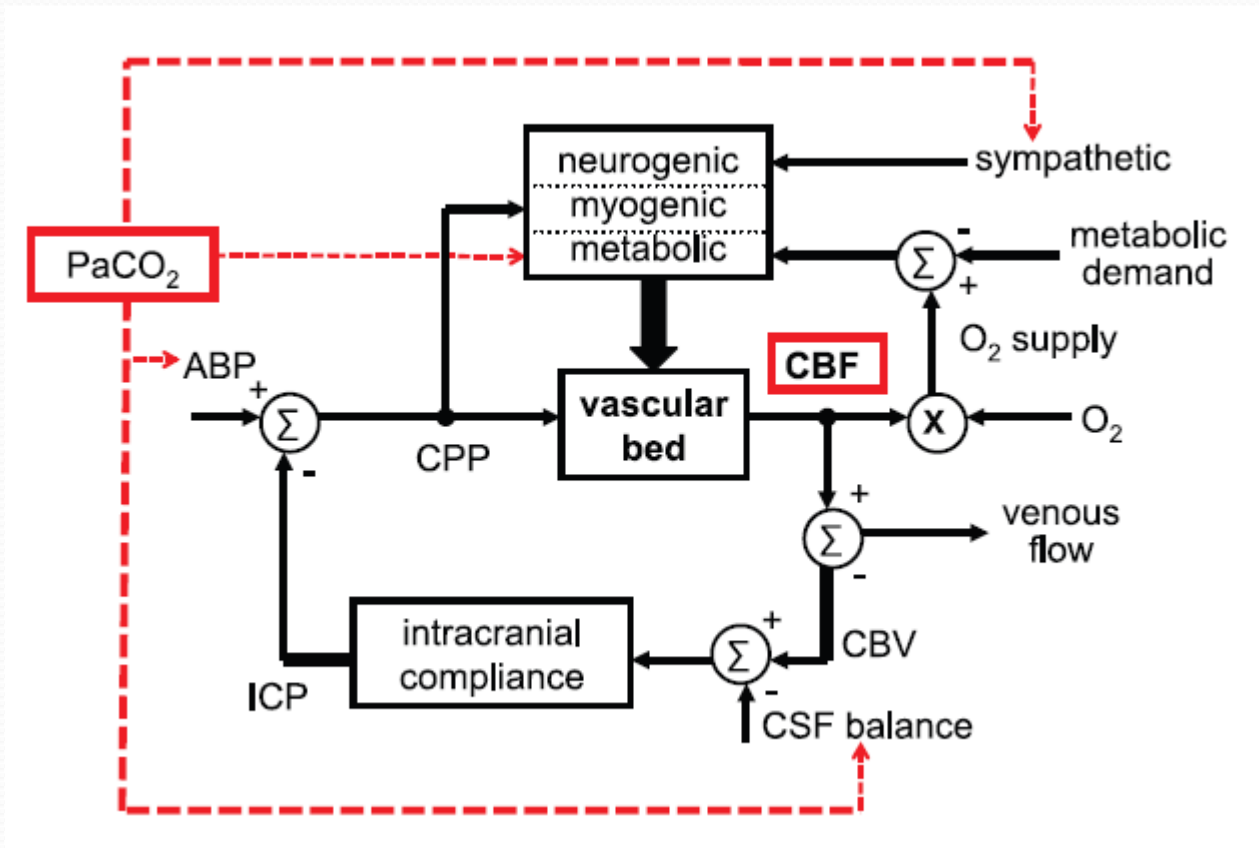 neurogenic
sympathetic
myogenic
metabolic
-
metabolic
demand
Σ
+
PaCO₂
O₂ supply
ABP
CBF
+
Σ
vascular
bed
X
O₂
CPP
-
+
venous
flow
Σ
-
+
intracranial
compliance
Σ
CBV
ICP
-
CSF balance